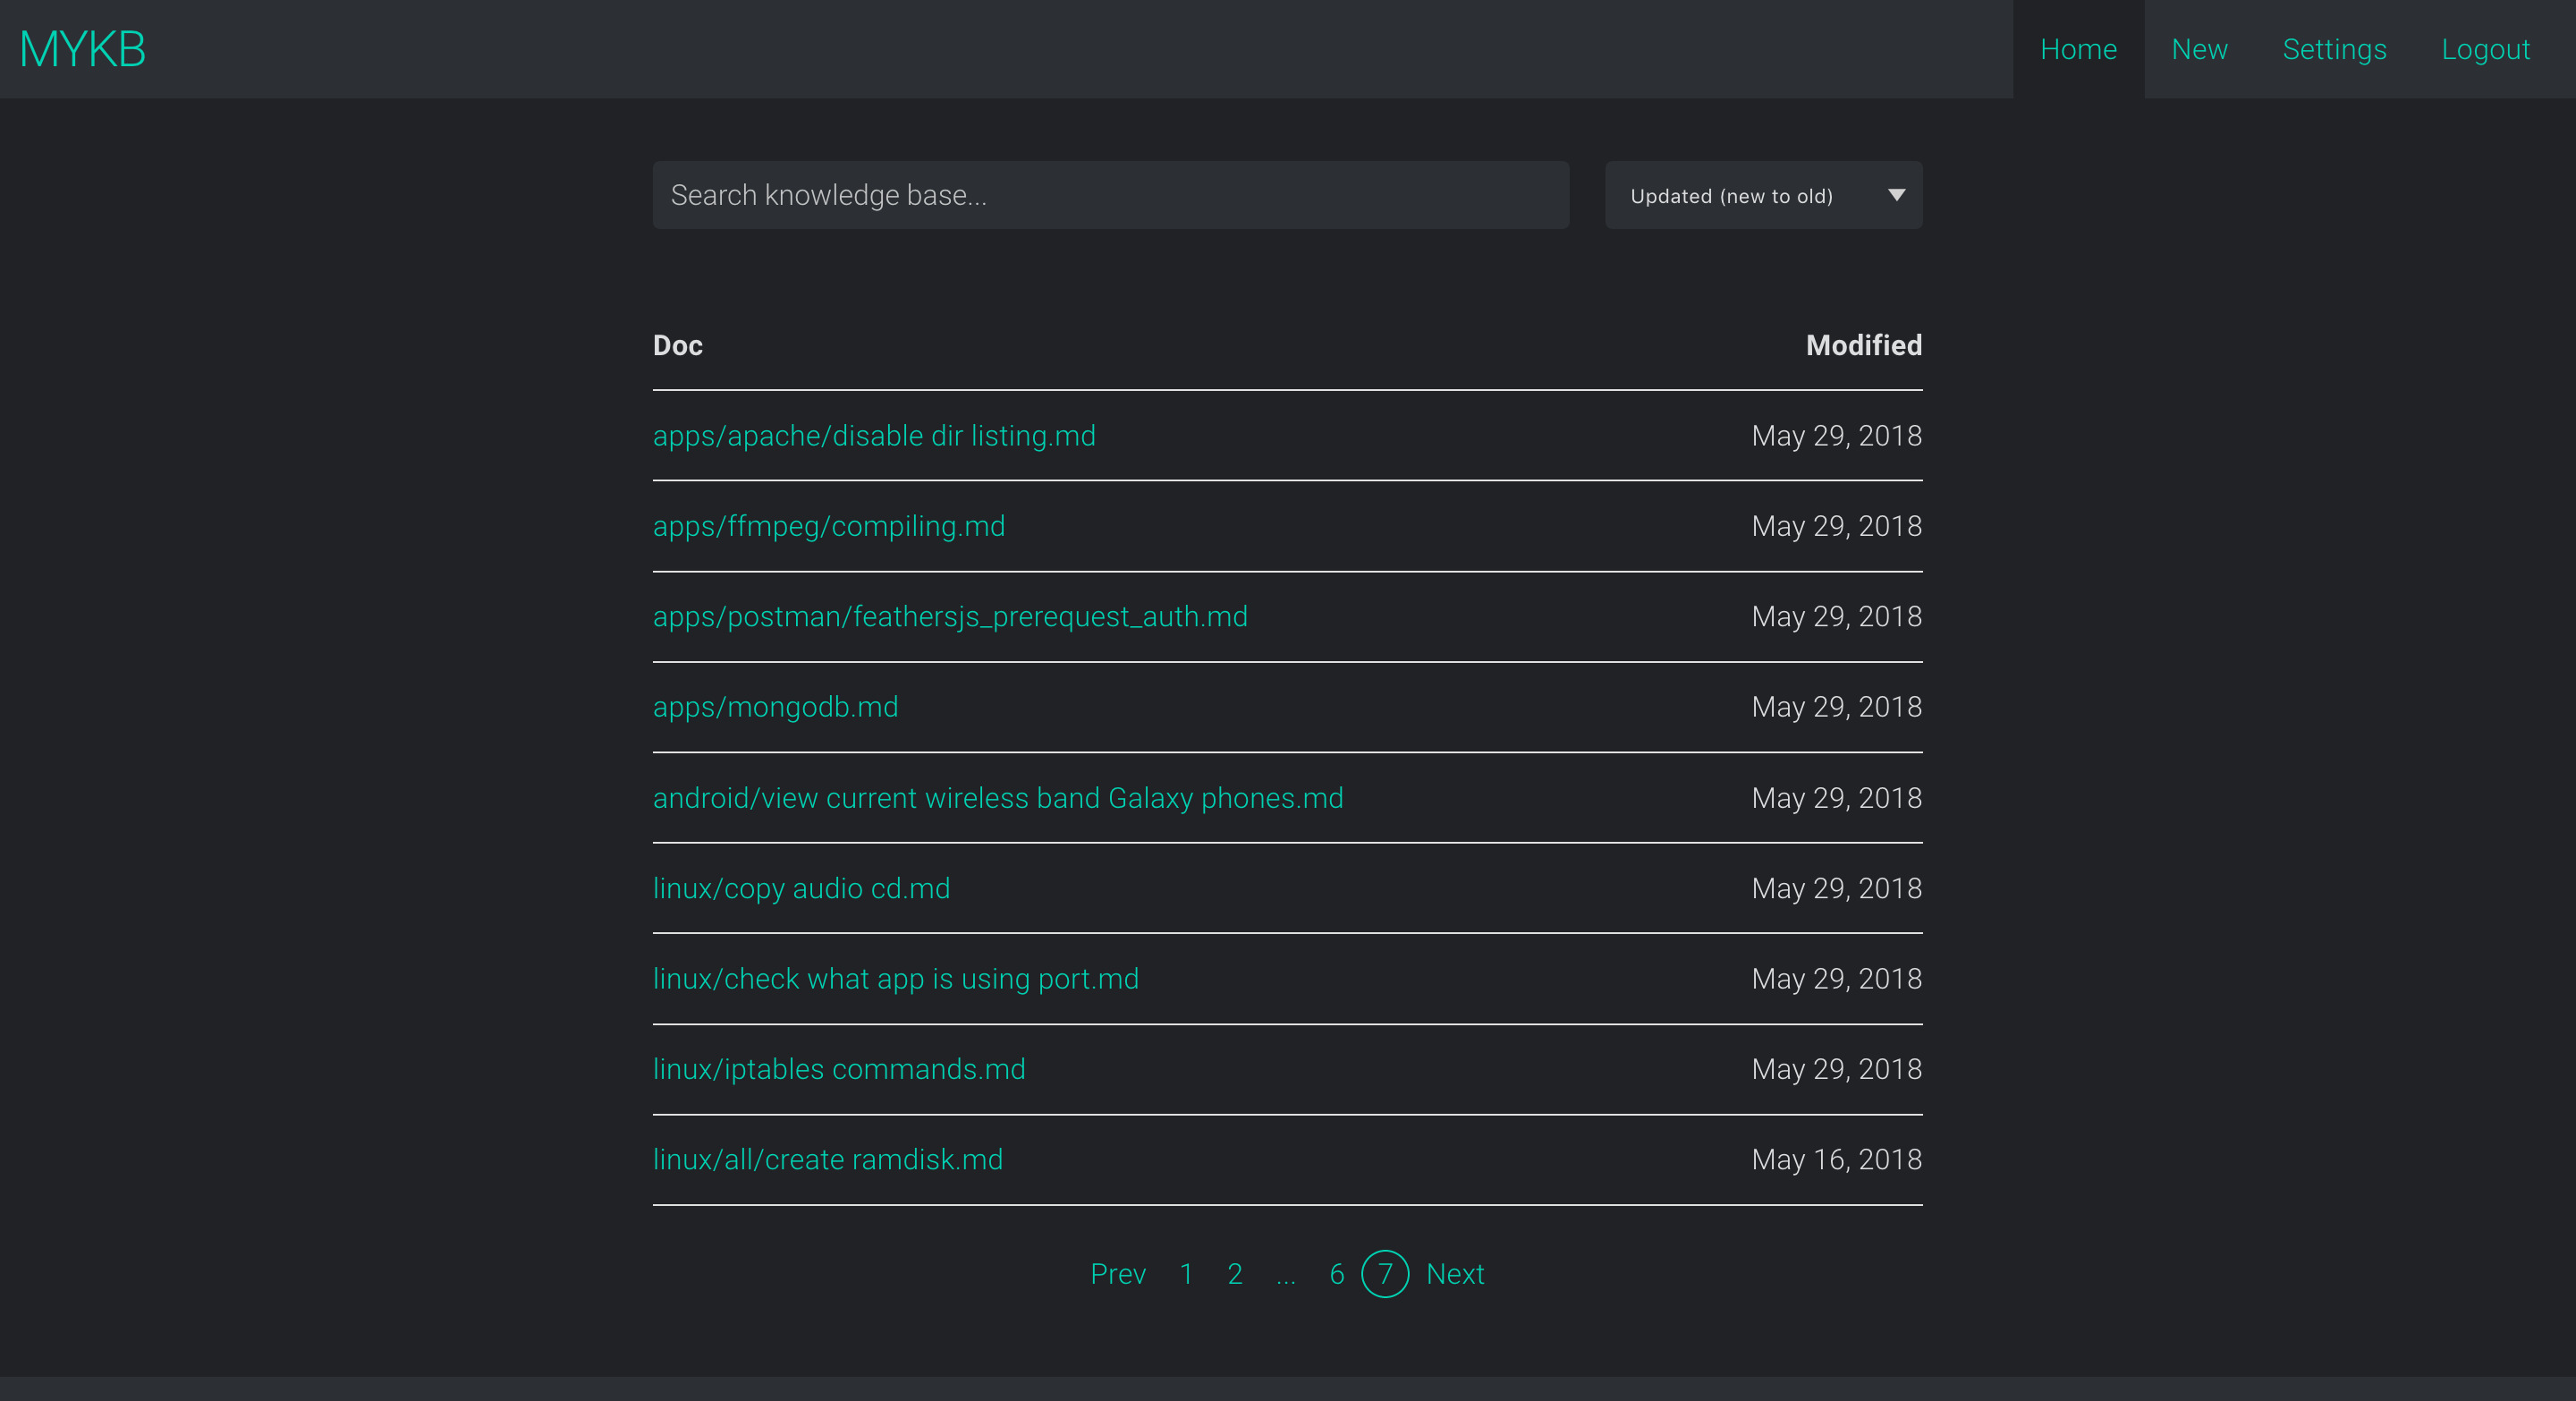 MYKB
Home New Settings Logout
Search knowledge base...
Updated (new to old)
Doc Modified
apps/apache/disable dir listing.md May 29, 2018
apps/ffmpeg/compiling.md May 29, 2018
apps/postman/feathersjs_prerequest_auth.md May 29, 2018
apps/mongodb.md May 29, 2018
android/view current wireless band Galaxy phones.md May 29, 2018
linux/copy audio cd.md May 29, 2018
linux/check what app is using port.md May 29, 2018
linux/iptables commands.md May 29, 2018
linux/all/create ramdisk.md May 16, 2018
Prev 1 2 ... 6 7 Next